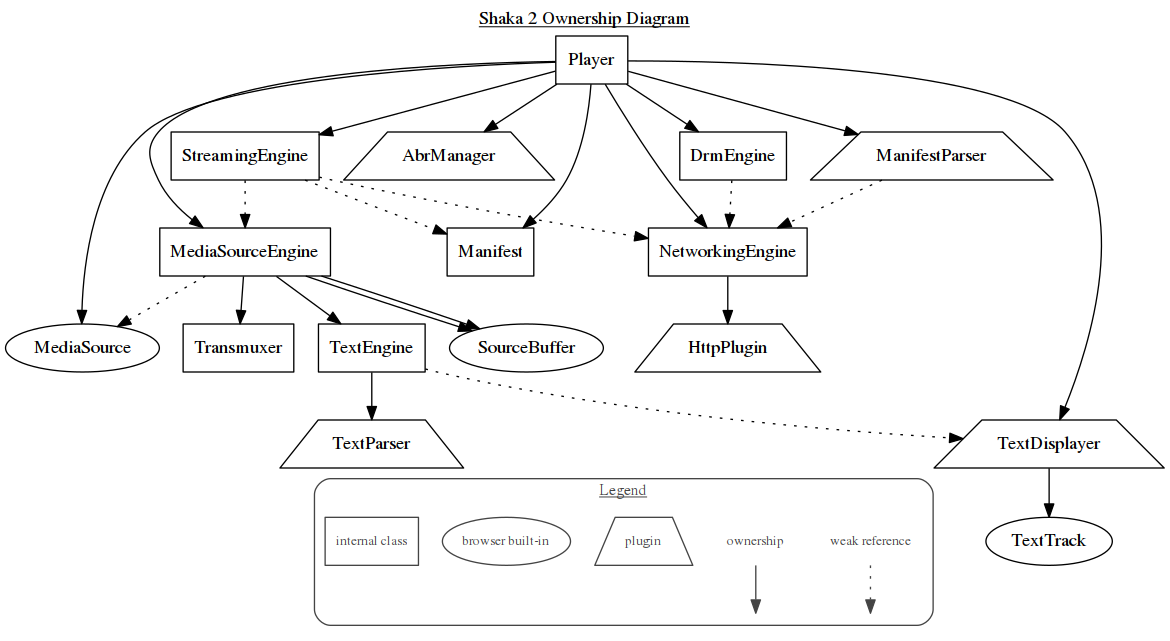 Shaka 2 Ownership Diagram
Player
StreamingEngine
AbrManager
DrmEngine
ManifestParser
MediaSourceEngine
Manifest
NetworkingEngine
MediaSource
Transmuxer
TextEngine
SourceBuffer
HttpPlugin
TextParser
TextDisplayer
Legend
internal class
browser built-in
plugin
ownership
weak reference
TextTrack